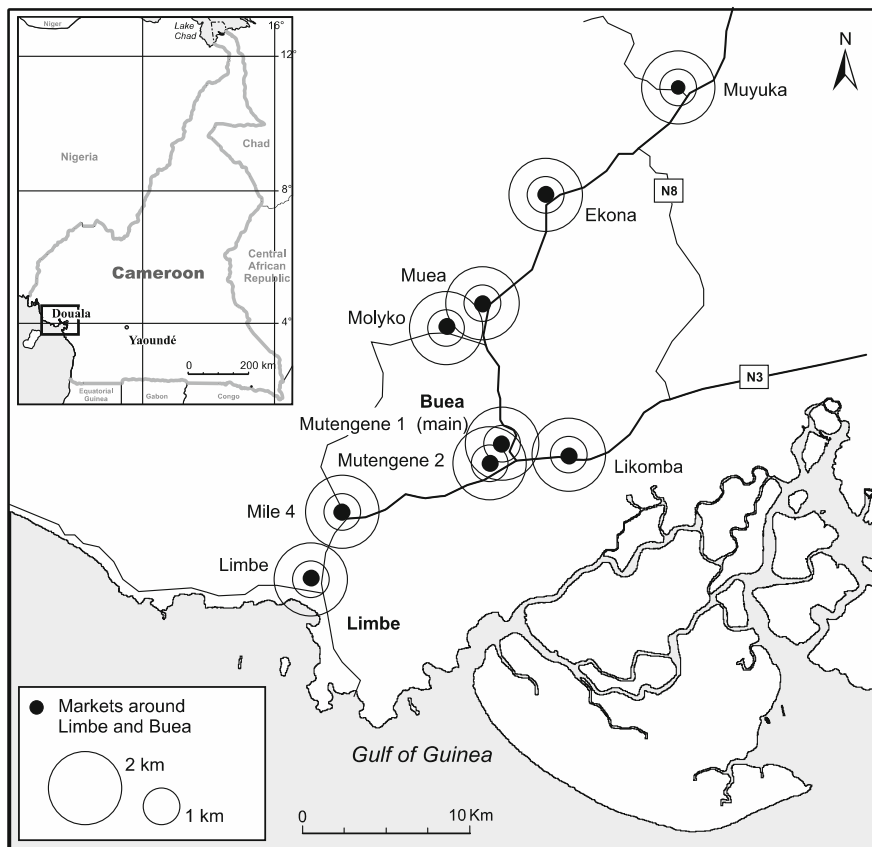 Niger
Lake
Chad
16°
12°
Nigeria
Chad
8°
Central
African
Republic
Cameroon
Douala
4°
Yaoundé
0 200 km
Equatorial
Guinea
Gabon
Congo
N
Muyuka
N8
Ekona
Muea
Molyko
N3
Buea
Mutengene 1 (main)
Mutengene 2
Likomba
Mile 4
Limbe
Limbe
Markets around
Limbe and Buea
2 km
1 km
Gulf of Guinea
0 10 Km